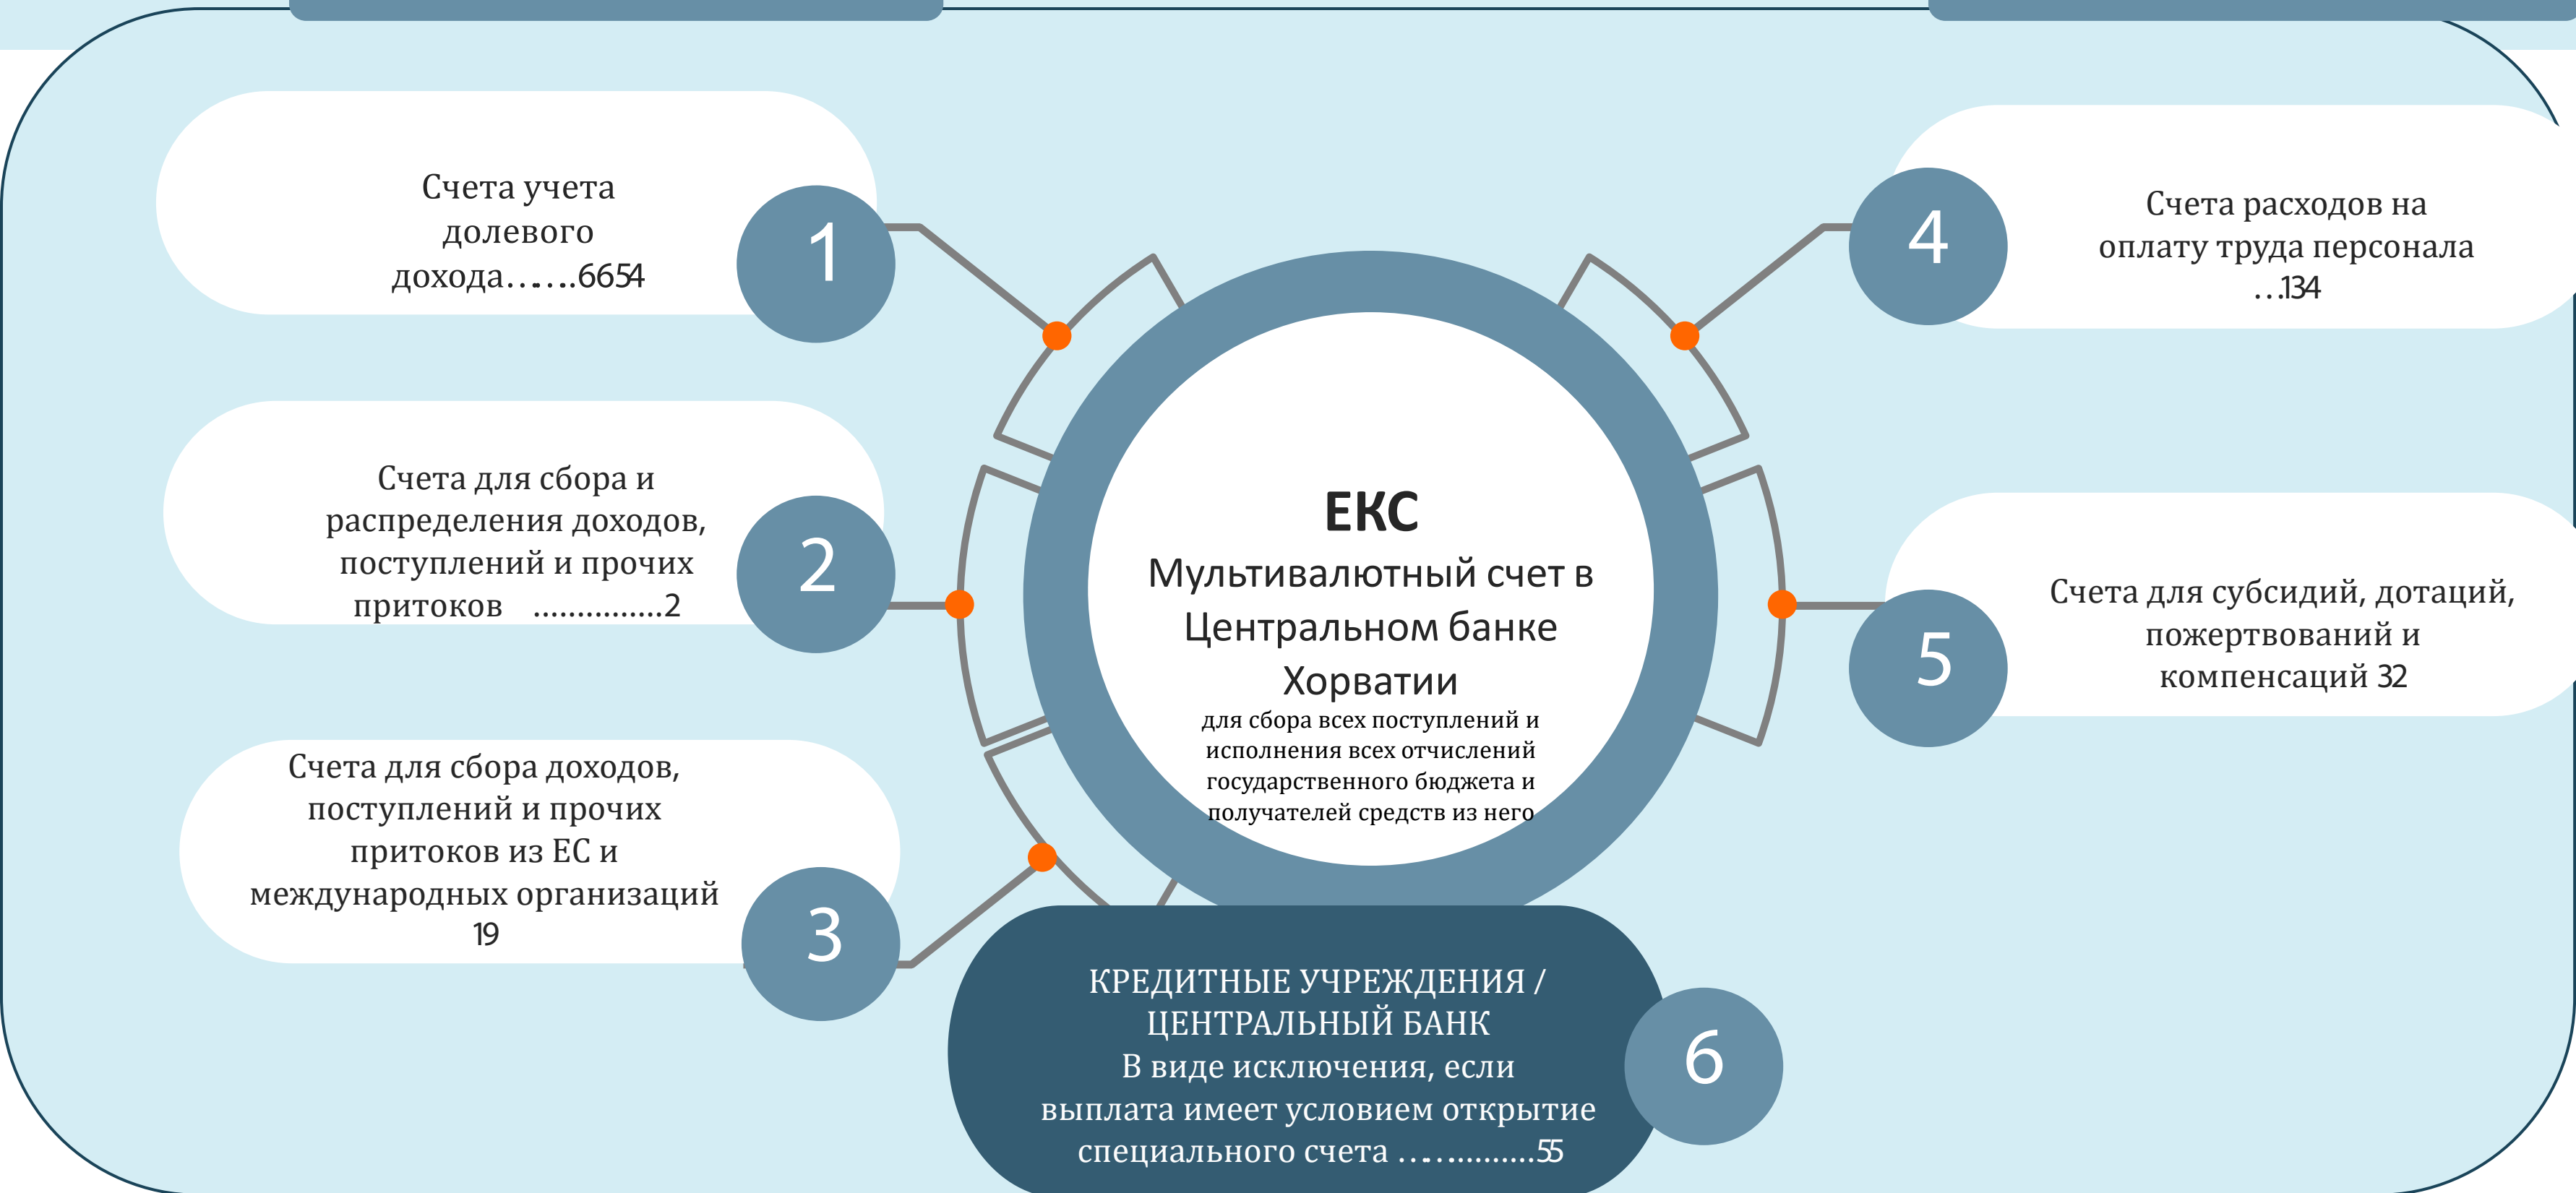 Счета учета
долевого
дохода…….6654
1
Счета для сбора и
распределения доходов,
поступлений и прочих
притоков ...............2
2
Счета для сбора доходов,
поступлений и прочих
притоков из ЕС и
международных организаций
19
3
ЕКС
Мультивалютный счет в
Центральном банке
Хорватии
для сбора всех поступлений и
исполнения всех отчислений
государственного бюджета и
получателей средств из него
4
Счета расходов на
оплату труда персонала
…134
5
Счета для субсидий, дотаций,
пожертвований и
компенсаций 32
КРЕДИТНЫЕ УЧРЕЖДЕНИЯ /
ЦЕНТРАЛЬНЫЙ БАНК
В виде исключения, если
выплата имеет условием открытие
специального счета ……..........55
6